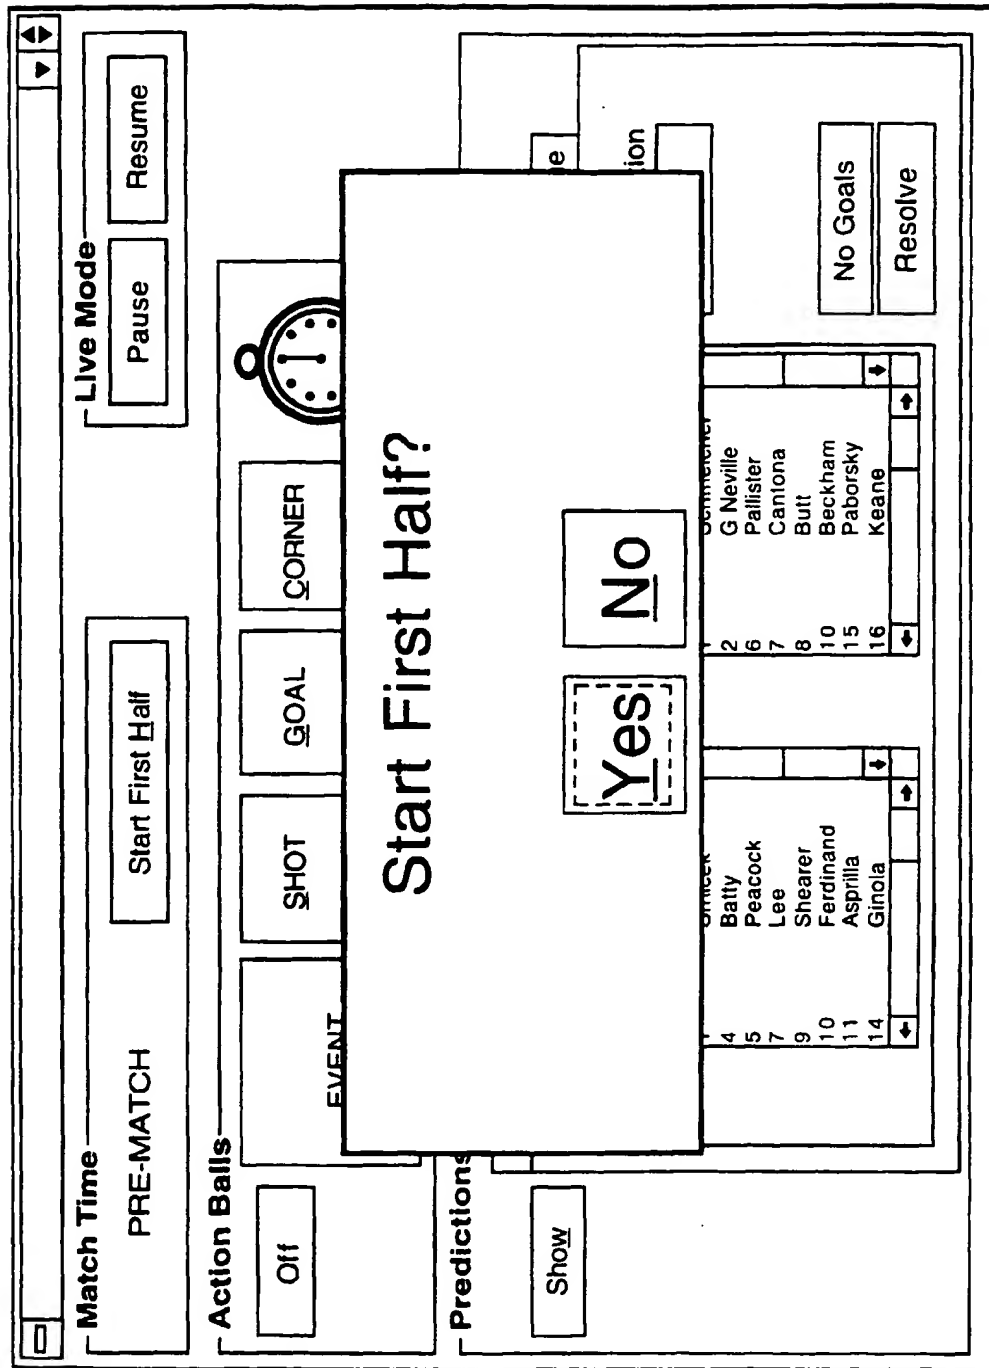 Match Time
PRE-MATCH
Start First Half
Live Mode
Pause
Resume
Action Balls
Off
EVENT
SHOT
GOAL
CORNER
Start First Half?
Yes
No
Predictions
Show
4 Batty
5 Peacock
7 Lee
9 Shearer
10 Ferdinand
11 Asprilla
14 Ginola
2 G Neville
6 Pallister
7 Cantona
8 Butt
10 Beckham
15 Paborsky
16 Keane
No Goals
Resolve